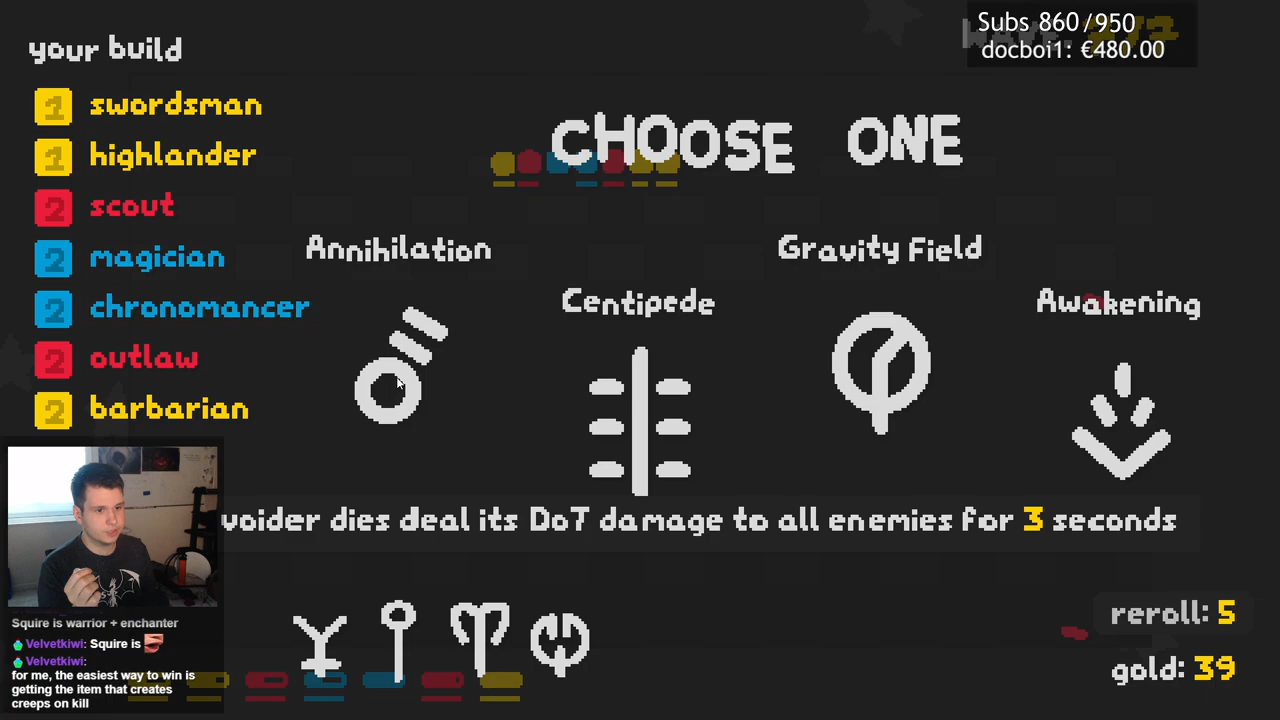 your build
1 swordsman
1 highlander
2 scout
2 magician
2 chronomancer
2 outlaw
2 barbarian
Subs 860/950
docboi1: €480.00
CHOOSE ONE
Annihilation
Centipede
Gravity Field
Awakening
voider dies deal its DoT damage to all enemies for 3 seconds
reroll: 5
gold: 39
Squire is warrior + enchanter
Velvetkiwi: Squire is
Velvetkiwi:
for me, the easiest way to win is
getting the item that creates
creeps on kill